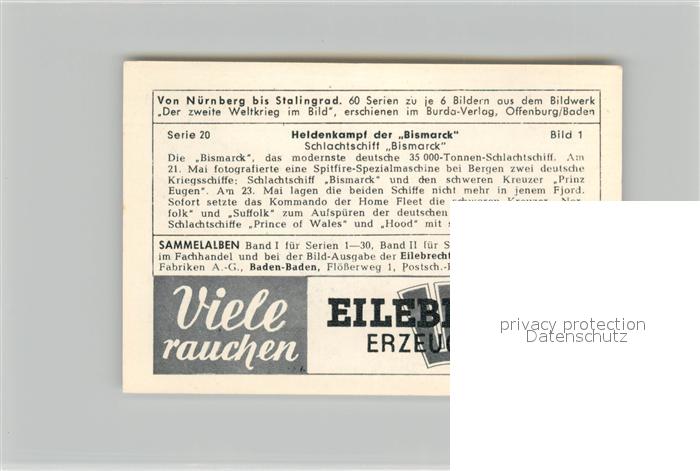 Von Nürnberg bis Stalingrad. 60 Serien zu je 6 Bildern aus dem Bildwerk
„Der zweite Weltkrieg im Bild", erschienen im Burda-Verlag, Offenburg/Baden
Serie 20 Heldenkampf der „Bismarck" Bild 1
Schlachtschiff „Bismarck"
Die „Bismarck", das modernste deutsche 35 000-Tonnen-Schlachtschiff. Am
21. Mai fotografierte eine Spitfire-Spezialmaschine bei Bergen zwei deutsche
Kriegsschiffe: Schlachtschiff „Bismarck" und den schweren Kreuzer „Prinz
Eugen". Am 23. Mai lagen die beiden Schiffe nicht mehr in jenem Fjord.
Sofort setzte das Kommando der Home Fleet die schweren Kreuzer „Nor-
folk" und „Suffolk" zum Aufspüren der deutschen
Schlachtschiffe „Prince of Wales" und „Hood" mit
SAMMELALBEN Band I für Serien 1—30, Band II für
im Fachhandel und bei der Bild-Ausgabe der Eilebrecht
Fabriken A.-G., Baden-Baden, Flößerweg 1, Postsch.-
Viele EILEB
rauchen ERZEU
privacy protection
Datenschutz